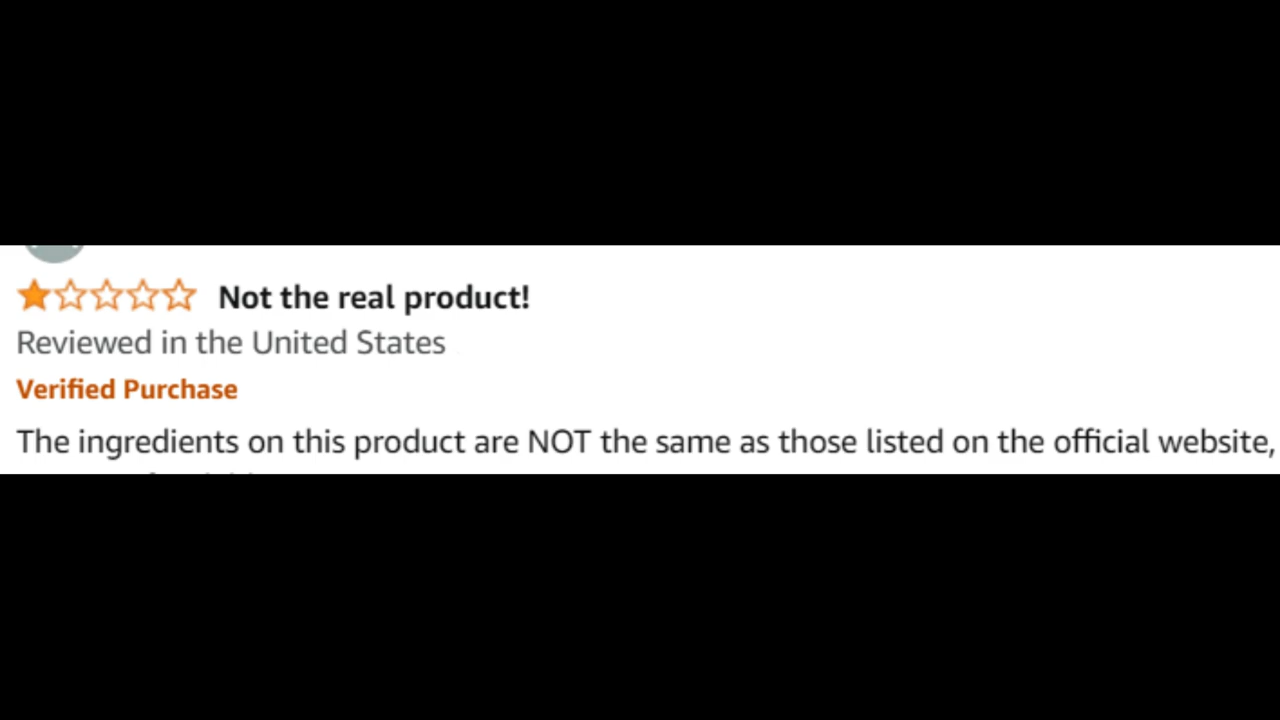 Not the real product!
Reviewed in the United States
Verified Purchase
The ingredients on this product are NOT the same as those listed on the official website,